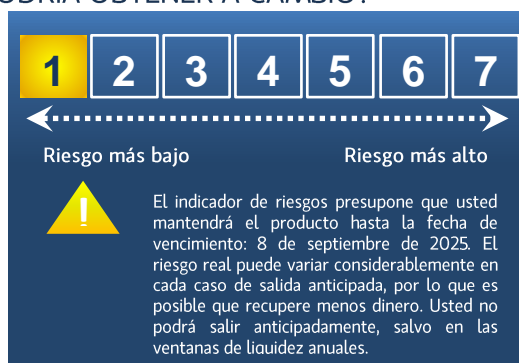 PODRÍA OBTENER A CAMBIO?
1 2 3 4 5 6 7
Riesgo más bajo Riesgo más alto
!
El indicador de riesgos presupone que usted
mantendrá el producto hasta la fecha de
vencimiento: 8 de septiembre de 2025. El
riesgo real puede variar considerablemente en
cada caso de salida anticipada, por lo que es
posible que recupere menos dinero. Usted no
podrá salir anticipadamente, salvo en las
ventanas de liquidez anuales.